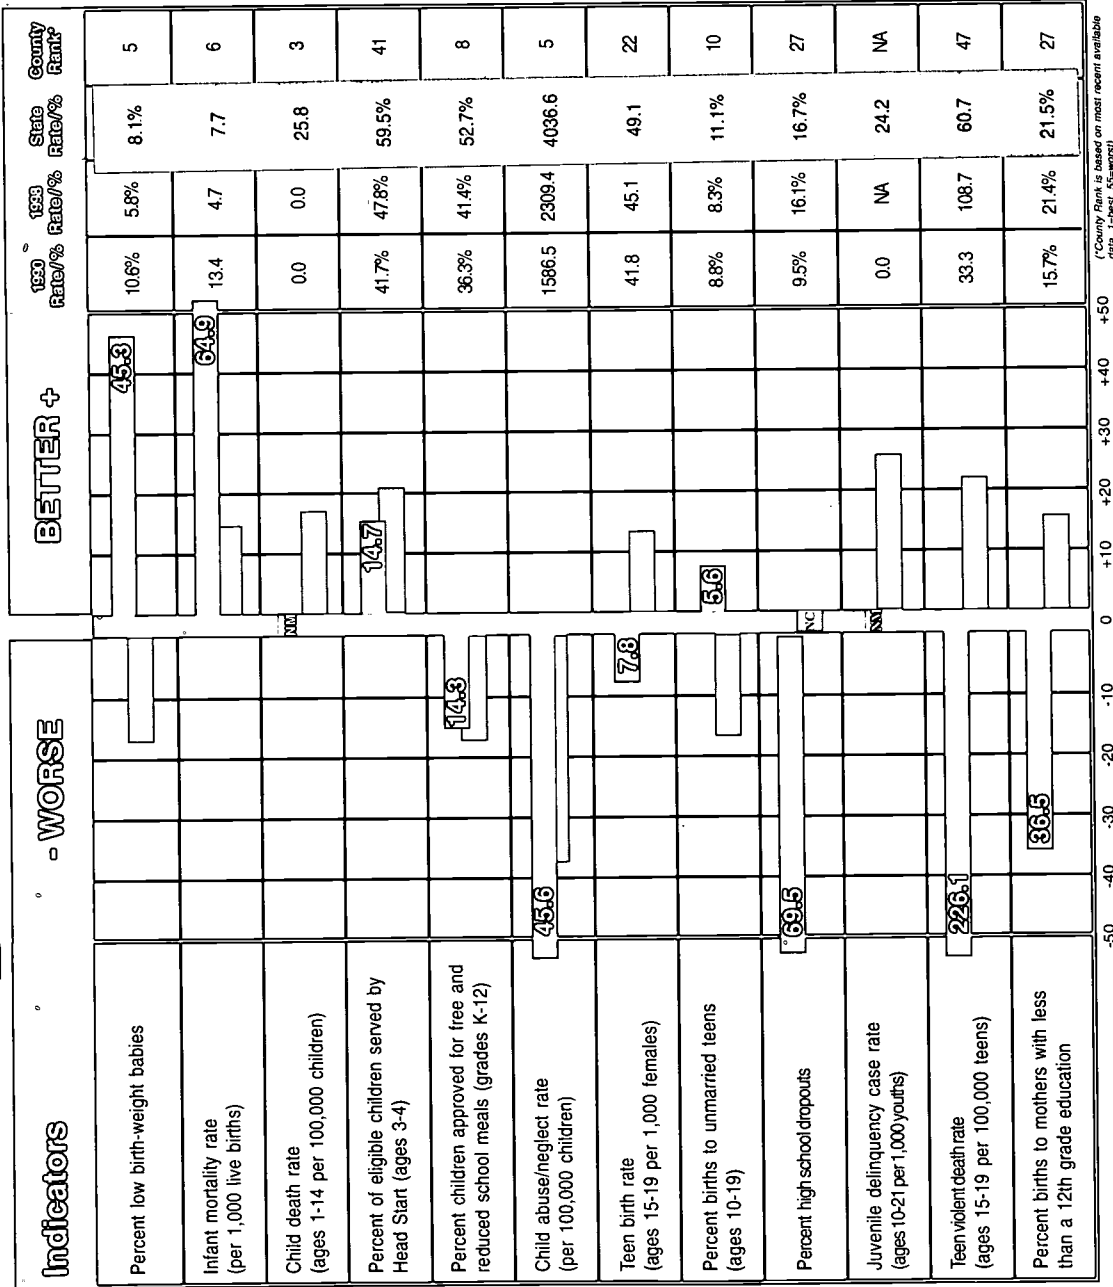 Indicators
- WORSE
BETTER +
1990 Rate/%
1998 Rate/%
State Rate/%
County Rank*
Percent low birth-weight babies
45.3
10.6%
5.8%
8.1%
5
Infant mortality rate
(per 1,000 live births)
64.9
13.4
4.7
7.7
6
Child death rate
(ages 1-14 per 100,000 children)
NM
0.0
0.0
25.8
3
Percent of eligible children served by
Head Start (ages 3-4)
14.7
41.7%
47.8%
59.5%
41
Percent children approved for free and
reduced school meals (grades K-12)
14.3
36.3%
41.4%
52.7%
8
Child abuse/neglect rate
(per 100,000 children)
45.6
1586.5
2309.4
4036.6
5
Teen birth rate
(ages 15-19 per 1,000 females)
7.8
41.8
45.1
49.1
22
Percent births to unmarried teens
(ages 10-19)
5.6
8.8%
8.3%
11.1%
10
Percent high school dropouts
69.5
NC
9.5%
16.1%
16.7%
27
Juvenile delinquency case rate
(ages 10-21 per 1,000 youths)
NM
0.0
NA
24.2
NA
Teen violent death rate
(ages 15-19 per 100,000 teens)
226.1
33.3
108.7
60.7
47
Percent births to mothers with less
than a 12th grade education
36.5
15.7%
21.4%
21.5%
27
-50 -40 -30 -20 -10 0 +10 +20 +30 +40 +50
(*County Rank is based on most recent available
data, 1=best, 55=worst)